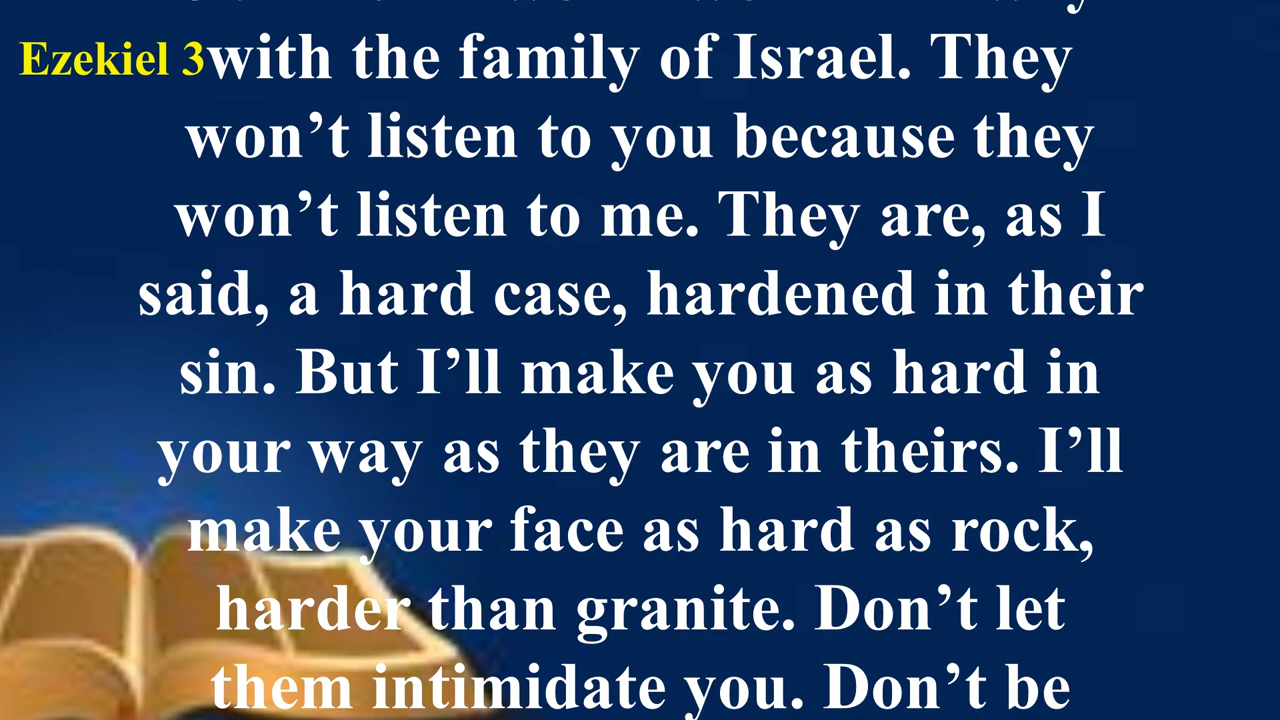 Ezekiel 3
with the family of Israel. They
won’t listen to you because they
won’t listen to me. They are, as I
said, a hard case, hardened in their
sin. But I’ll make you as hard in
your way as they are in theirs. I’ll
make your face as hard as rock,
harder than granite. Don’t let
them intimidate you. Don’t be